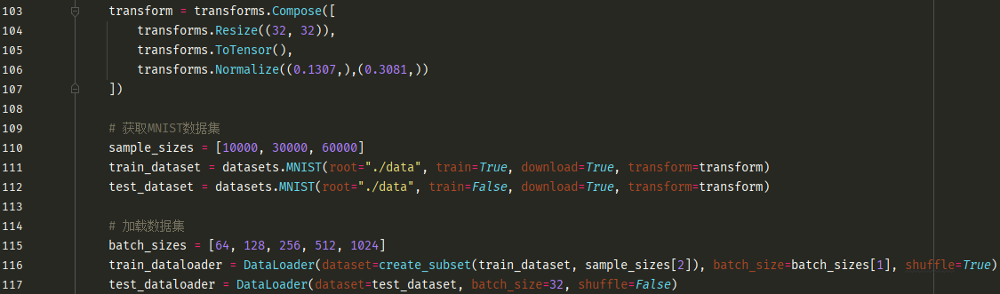 103 transform = transforms.Compose([
104 transforms.Resize((32, 32)),
105 transforms.ToTensor(),
106 transforms.Normalize((0.1307,),(0.3081,))
107 ])
108
109 # 获取MNIST数据集
110 sample_sizes = [10000, 30000, 60000]
111 train_dataset = datasets.MNIST(root="./data", train=True, download=True, transform=transform)
112 test_dataset = datasets.MNIST(root="./data", train=False, download=True, transform=transform)
113
114 # 加载数据集
115 batch_sizes = [64, 128, 256, 512, 1024]
116 train_dataloader = DataLoader(dataset=create_subset(train_dataset, sample_sizes[2]), batch_size=batch_sizes[1], shuffle=True)
117 test_dataloader = DataLoader(dataset=test_dataset, batch_size=32, shuffle=False)